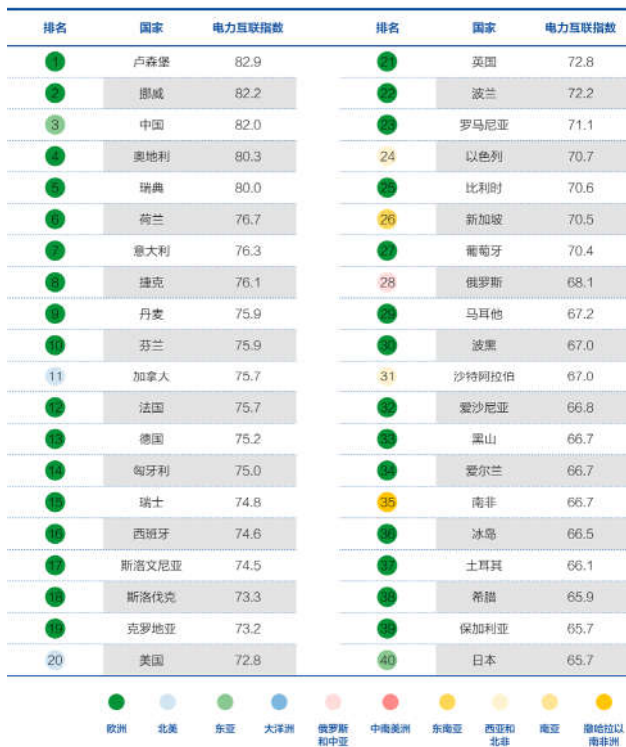 排名 国家 电力互联指数 排名 国家 电力互联指数
1 卢森堡 82.9 21 英国 72.8
2 挪威 82.2 22 波兰 72.2
3 中国 82.0 23 罗马尼亚 71.1
4 奥地利 80.3 24 以色列 70.7
5 瑞典 80.0 25 比利时 70.6
6 荷兰 76.7 26 新加坡 70.5
7 意大利 76.3 27 葡萄牙 70.4
8 捷克 76.1 28 俄罗斯 68.1
9 丹麦 75.9 29 马耳他 67.2
10 芬兰 75.9 30 波黑 67.0
11 加拿大 75.7 31 沙特阿拉伯 67.0
12 法国 75.7 32 爱沙尼亚 66.8
13 德国 75.2 33 黑山 66.7
14 匈牙利 75.0 34 爱尔兰 66.7
15 瑞士 74.8 35 南非 66.7
16 西班牙 74.6 36 冰岛 66.5
17 斯洛文尼亚 74.5 37 土耳其 66.1
18 斯洛伐克 73.3 38 希腊 65.9
19 克罗地亚 73.2 39 保加利亚 65.7
20 美国 72.8 40 日本 65.7
欧洲 北美 东亚 大洋洲 俄罗斯 中南美洲 东南亚 西亚和 南亚 撒哈拉以
和中亚 北非 南非洲